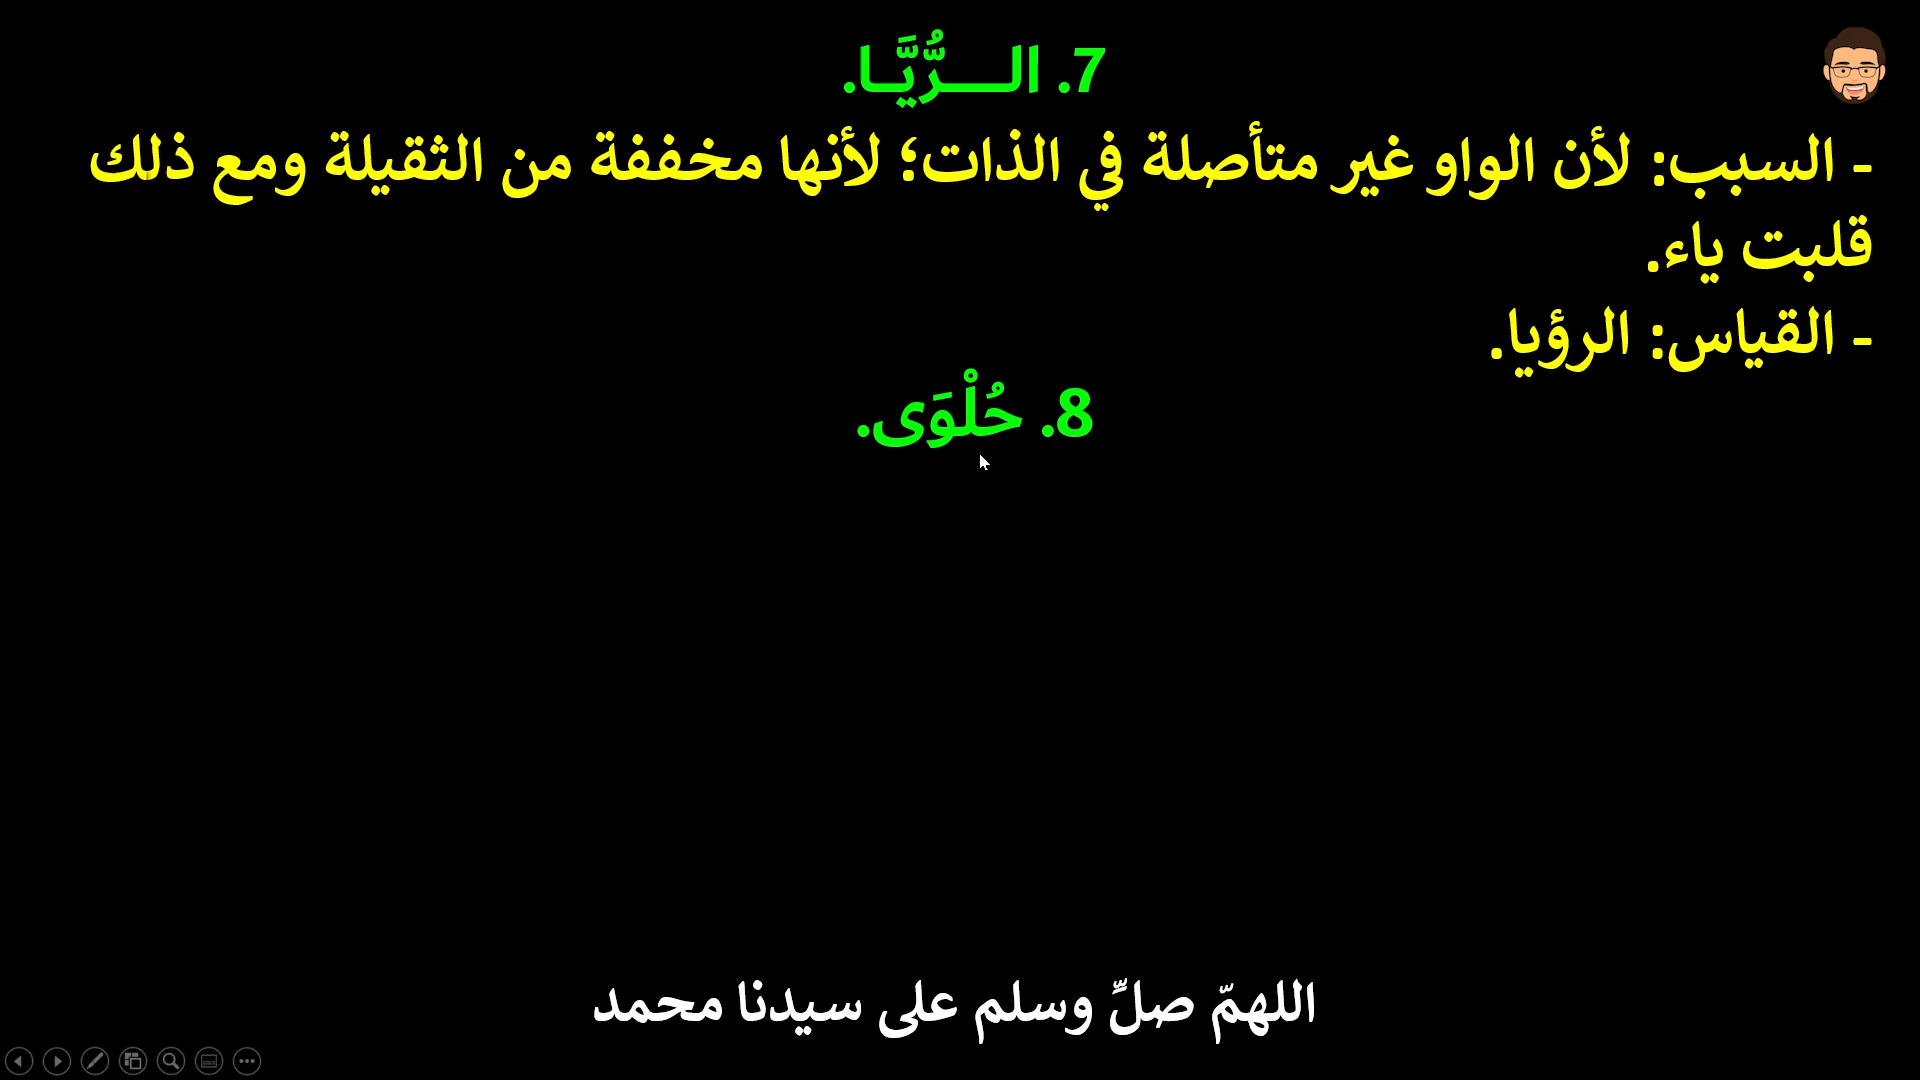 7. الـــرُّيَّـا.
- السبب: لأن الواو غير متأصلة في الذات؛ لأنها مخففة من الثقيلة ومع ذلك
قلبت ياء.
- القياس: الرؤيا.
8. حُلْوَى.
اللهمّ صلِّ وسلم على سيدنا محمد